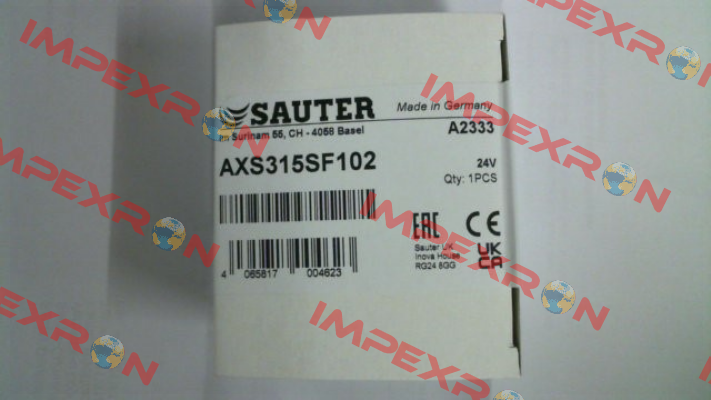 SAUTER
Made in Germany
Im Surinam 55, CH - 4058 Basel
A2333
AXS315SF102
24V
Qty: 1PCS
EAC CE
Sauter UK
Inova House
RG24 8GG
UK
CA
4 065817 004623
IMPEXRON
IMPEXRON
IMPEXRON
IMPEXRON
IMPEXRON
IMPEXRON
IMPEXRON